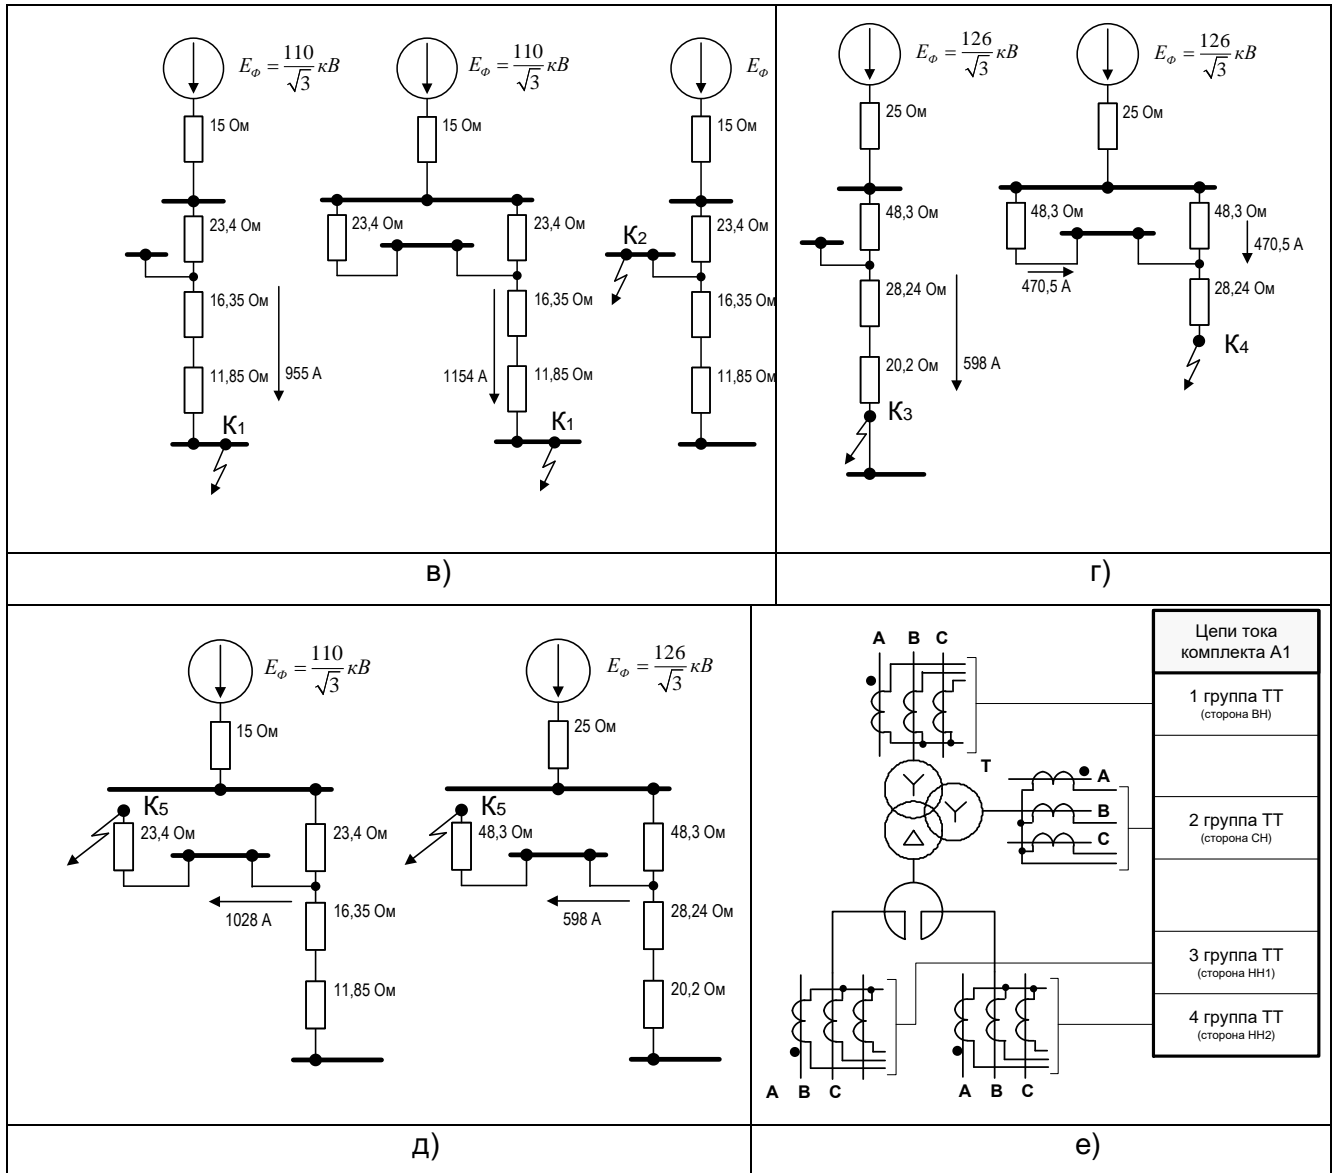 E_Ф = 110/√3 кВ
15 Ом
23,4 Ом
16,35 Ом
11,85 Ом
955 А
К1
E_Ф = 110/√3 кВ
15 Ом
23,4 Ом
23,4 Ом
16,35 Ом
1154 А
11,85 Ом
К1
E_Ф
15 Ом
23,4 Ом
К2
16,35 Ом
11,85 Ом
в)
E_Ф = 126/√3 кВ
25 Ом
48,3 Ом
28,24 Ом
20,2 Ом
598 А
К3
E_Ф = 126/√3 кВ
25 Ом
48,3 Ом
48,3 Ом
470,5 А
470,5 А
28,24 Ом
К4
г)
E_Ф = 110/√3 кВ
15 Ом
К5
23,4 Ом
23,4 Ом
1028 А
16,35 Ом
11,85 Ом
E_Ф = 126/√3 кВ
25 Ом
К5
48,3 Ом
48,3 Ом
598 А
28,24 Ом
20,2 Ом
д)
А В С
Т
А
В
С
А В С
А В С
Цепи тока
комплекта А1
1 группа ТТ
(сторона ВН)
2 группа ТТ
(сторона СН)
3 группа ТТ
(сторона НН1)
4 группа ТТ
(сторона НН2)
е)